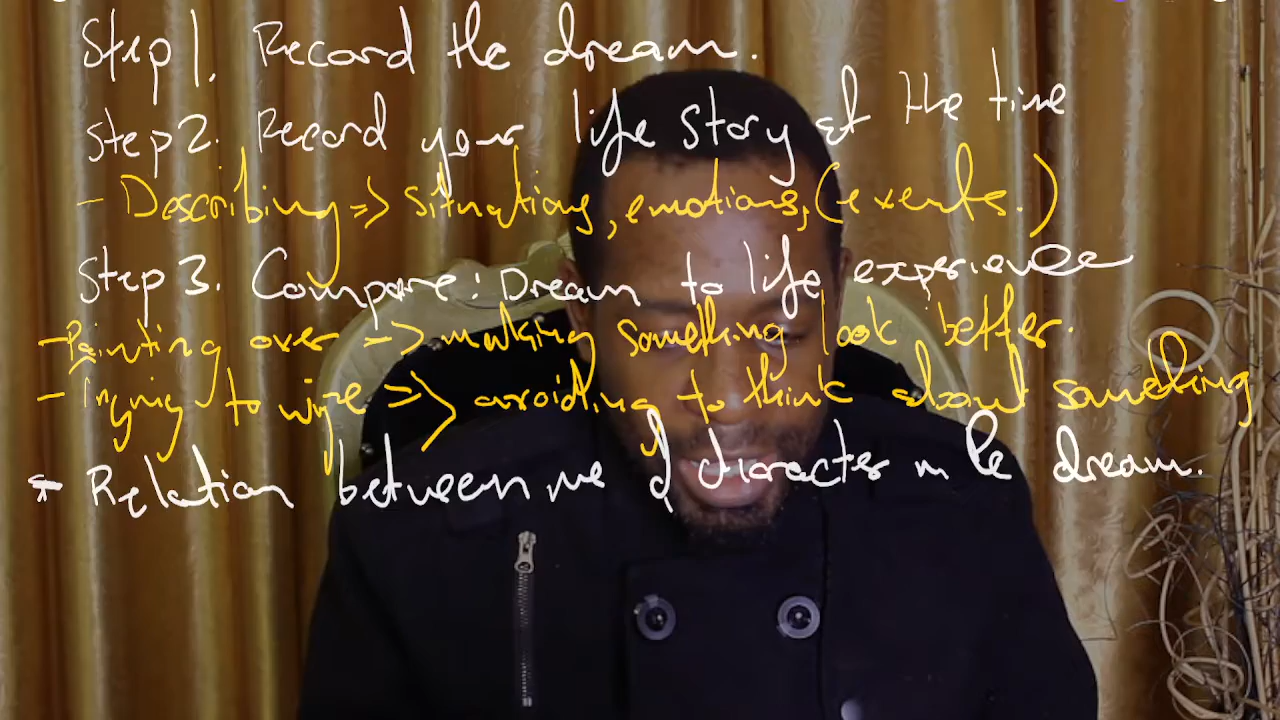 Step 1. Record the dream.
Step 2. Record your life story at the time
- Describing => situations, emotions, (events.)
Step 3. Compare: Dream to life experience
- Painting over => making something look better.
- Trying to wipe => avoiding to think about something
* Relation between me & character in the dream.